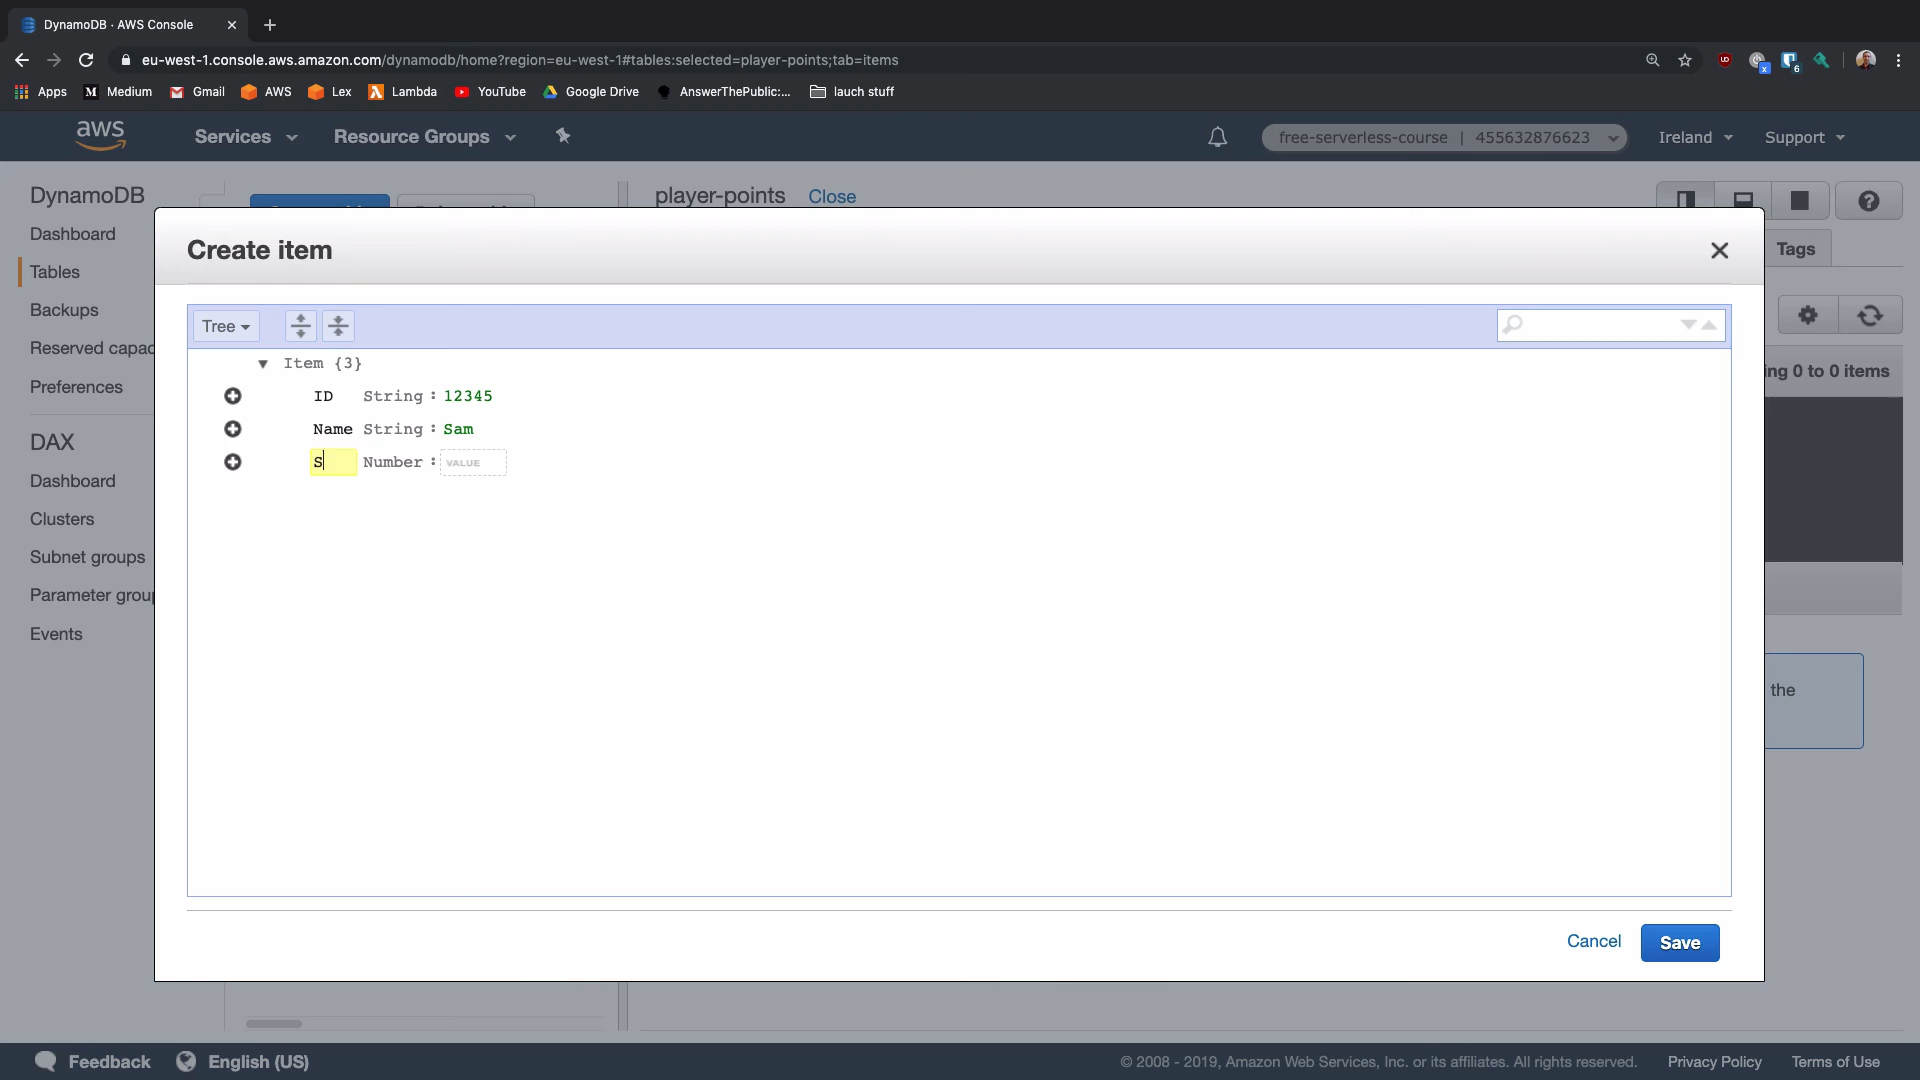 DynamoDB · AWS Console
eu-west-1.console.aws.amazon.com/dynamodb/home?region=eu-west-1#tables:selected=player-points;tab=items
Apps Medium Gmail AWS Lex Lambda YouTube Google Drive AnswerThePublic:... lauch stuff
aws Services Resource Groups free-serverless-course | 455632876623 Ireland Support
DynamoDB
Dashboard
Tables
Backups
Reserved capac
Preferences
DAX
Dashboard
Clusters
Subnet groups
Parameter group
Events
player-points Close
Tags
ing 0 to 0 items
the
Create item
Tree
Item {3}
ID String : 12345
Name String : Sam
S Number : VALUE
Cancel Save
Feedback English (US) © 2008 - 2019, Amazon Web Services, Inc. or its affiliates. All rights reserved. Privacy Policy Terms of Use